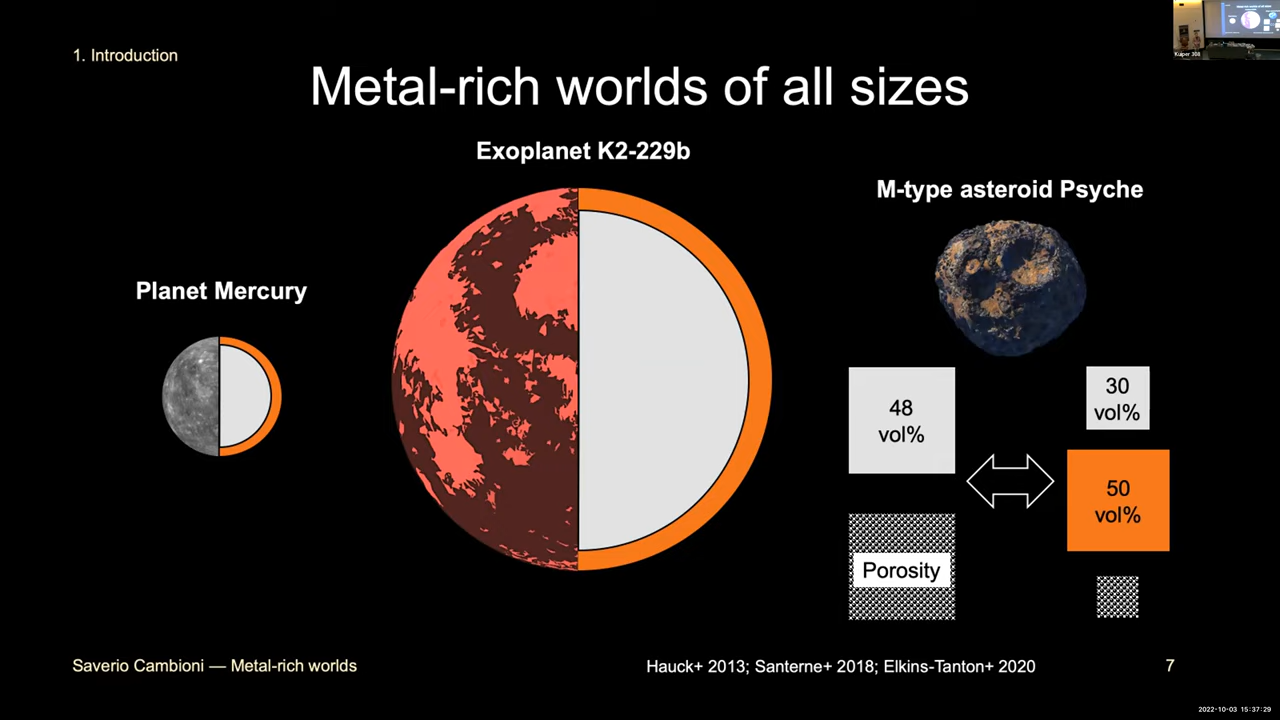 1. Introduction
Metal-rich worlds of all sizes
Exoplanet K2-229b
M-type asteroid Psyche
Planet Mercury
48
vol%
30
vol%
50
vol%
Porosity
Saverio Cambioni — Metal-rich worlds
Hauck+ 2013; Santerne+ 2018; Elkins-Tanton+ 2020
7
Kuiper 308
2022-10-03 15:37:29